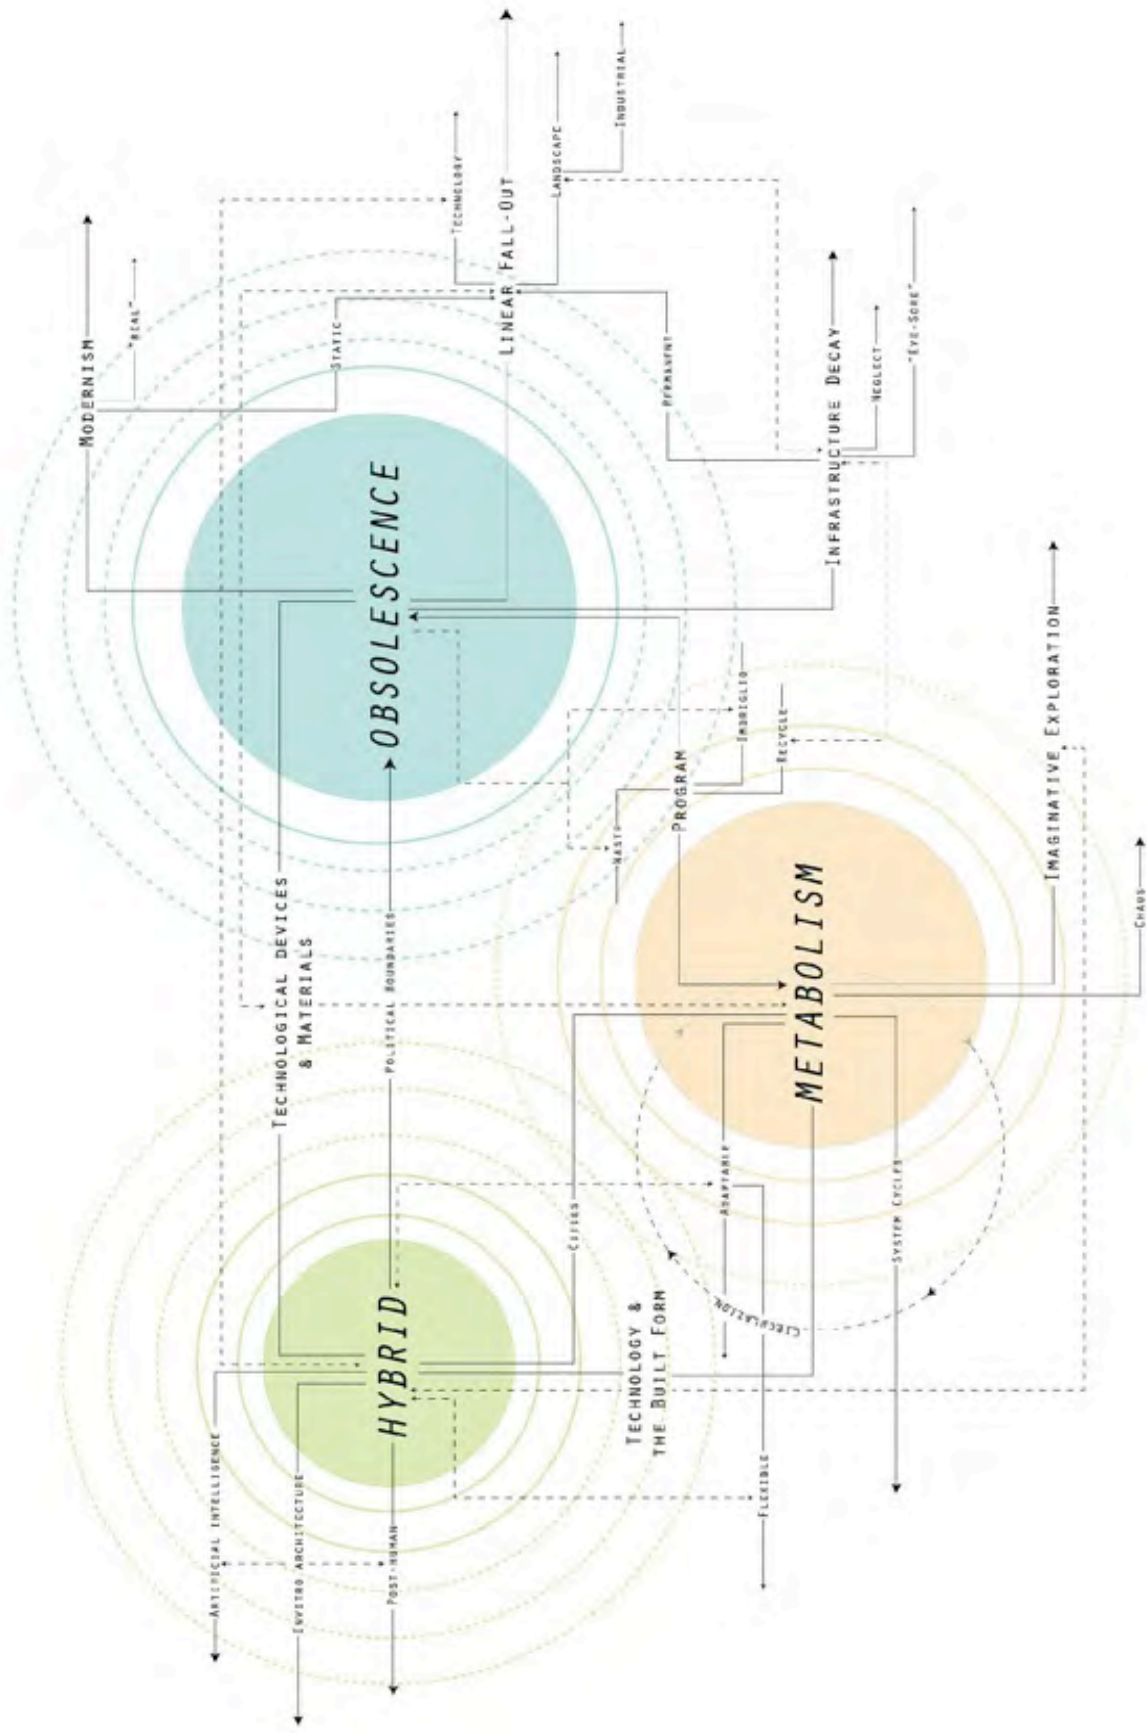 MODERNISM
"REAL"
ARTIFICIAL INTELLIGENCE
INVITRO ARCHITECTURE
TECHNOLOGICAL DEVICES
& MATERIALS
STATIC
POST-HUMAN
HYBRID
POLITICAL BOUNDARIES
OBSOLESCENCE
TECHNOLOGY
LINEAR FALL-OUT
LANDSCAPE
INDUSTRIAL
CITIES
WASTE
TECHNOLOGY &
THE BUILT FORM
PERMANENT
PROGRAM
ADAPTABLE
IMBRIGLIO
CIRCULATION
FLEXIBLE
RECYCLE
METABOLISM
INFRASTRUCTURE DECAY
NEGLECT
SYSTEM CYCLES
"EYE-SORE"
IMAGINATIVE EXPLORATION
CHAOS